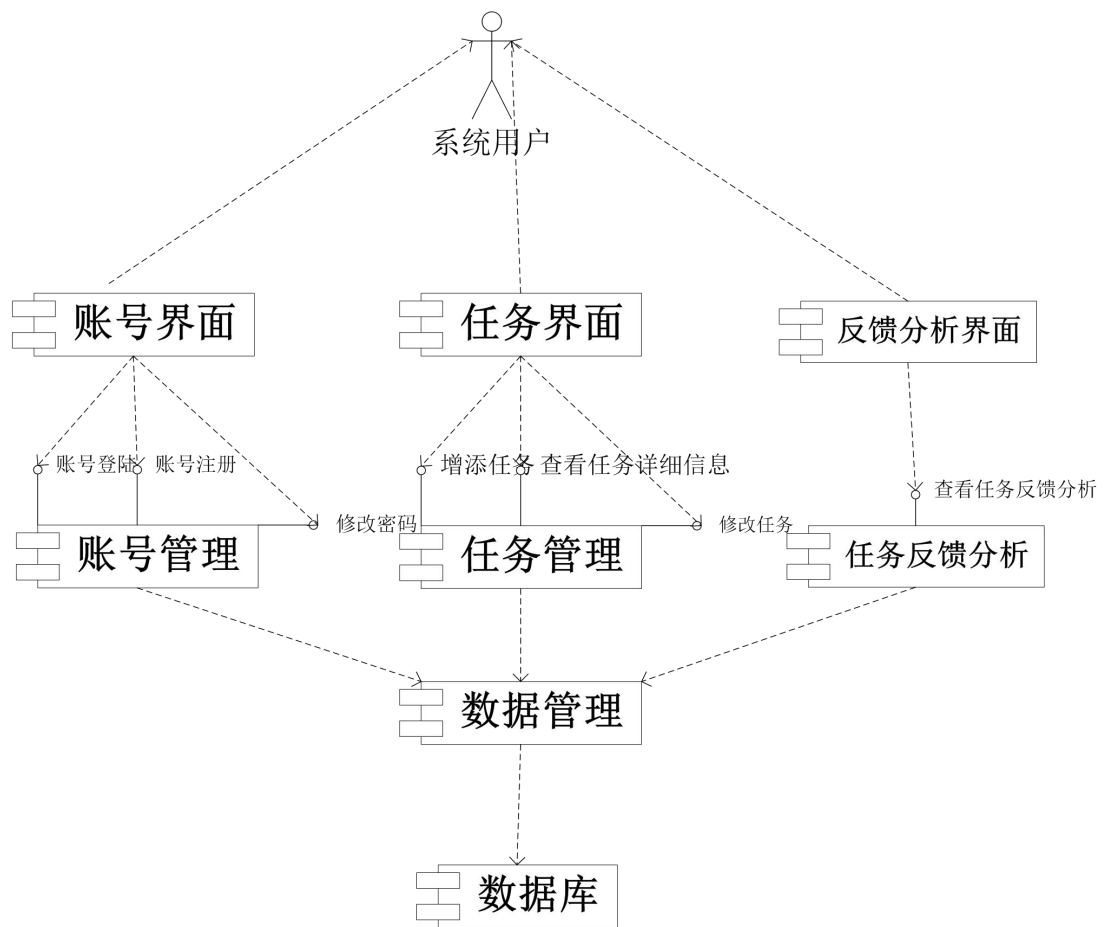 系统用户
账号界面
任务界面
反馈分析界面
账号登陆
账号注册
增添任务
查看任务详细信息
查看任务反馈分析
修改密码
修改任务
账号管理
任务管理
任务反馈分析
数据管理
数据库